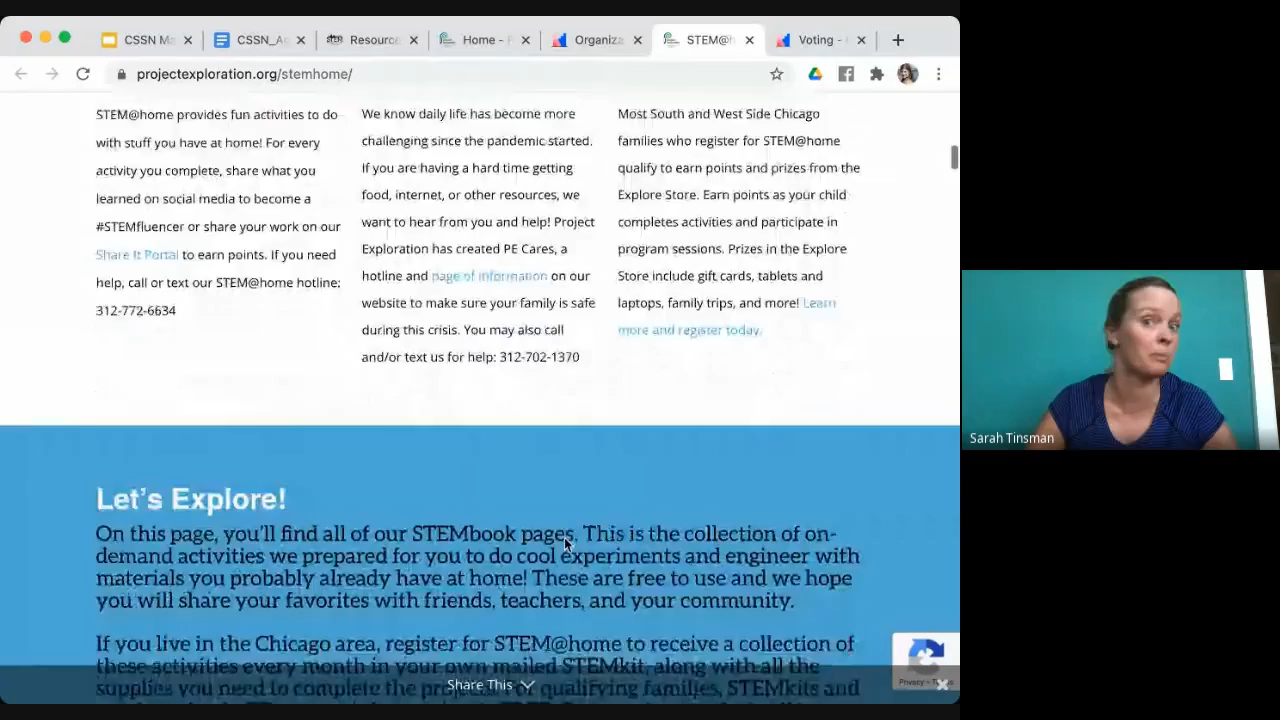 CSSN Ma
CSSN_A
Resource
Home - F
Organiza
STEM@h
Voting - (
projectexploration.org/stemhome/
STEM@home provides fun activities to do
with stuff you have at home! For every
activity you complete, share what you
learned on social media to become a
#STEMfluencer or share your work on our
Share It Portal to earn points. If you need
help, call or text our STEM@home hotline:
312-772-6634
We know daily life has become more
challenging since the pandemic started.
If you are having a hard time getting
food, internet, or other resources, we
want to hear from you and help! Project
Exploration has created PE Cares, a
hotline and page of information on our
website to make sure your family is safe
during this crisis. You may also call
and/or text us for help: 312-702-1370
Most South and West Side Chicago
families who register for STEM@home
qualify to earn points and prizes from the
Explore Store. Earn points as your child
completes activities and participate in
program sessions. Prizes in the Explore
Store include gift cards, tablets and
laptops, family trips, and more! Learn
more and register today.
Let's Explore!
On this page, you'll find all of our STEMbook pages. This is the collection of on-
demand activities we prepared for you to do cool experiments and engineer with
materials you probably already have at home! These are free to use and we hope
you will share your favorites with friends, teachers, and your community.
If you live in the Chicago area, register for STEM@home to receive a collection of
these activities every month in your own mailed STEMkit, along with all the
supplies you need to complete the projects. For qualifying families, STEMkits and
Share This
Privacy - Terms
Sarah Tinsman